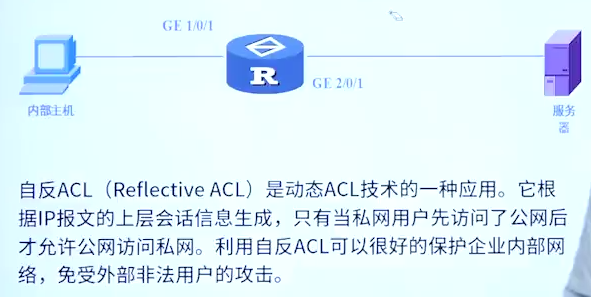 GE 1/0/1
R
GE 2/0/1
内部主机
服务
器
自反ACL（Reflective ACL）是动态ACL技术的一种应用。它根
据IP报文的上层会话信息生成，只有当私网用户先访问了公网后
才允许公网访问私网。利用自反ACL可以很好的保护企业内部网
络，免受外部非法用户的攻击。